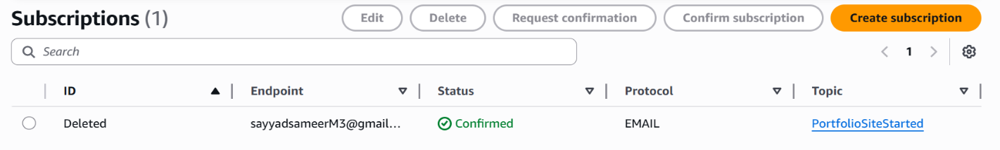 Subscriptions (1)
Edit
Delete
Request confirmation
Confirm subscription
Create subscription
Search
1
ID
Endpoint
Status
Protocol
Topic
Deleted
sayyadsameerM3@gmail...
Confirmed
EMAIL
PortfolioSiteStarted